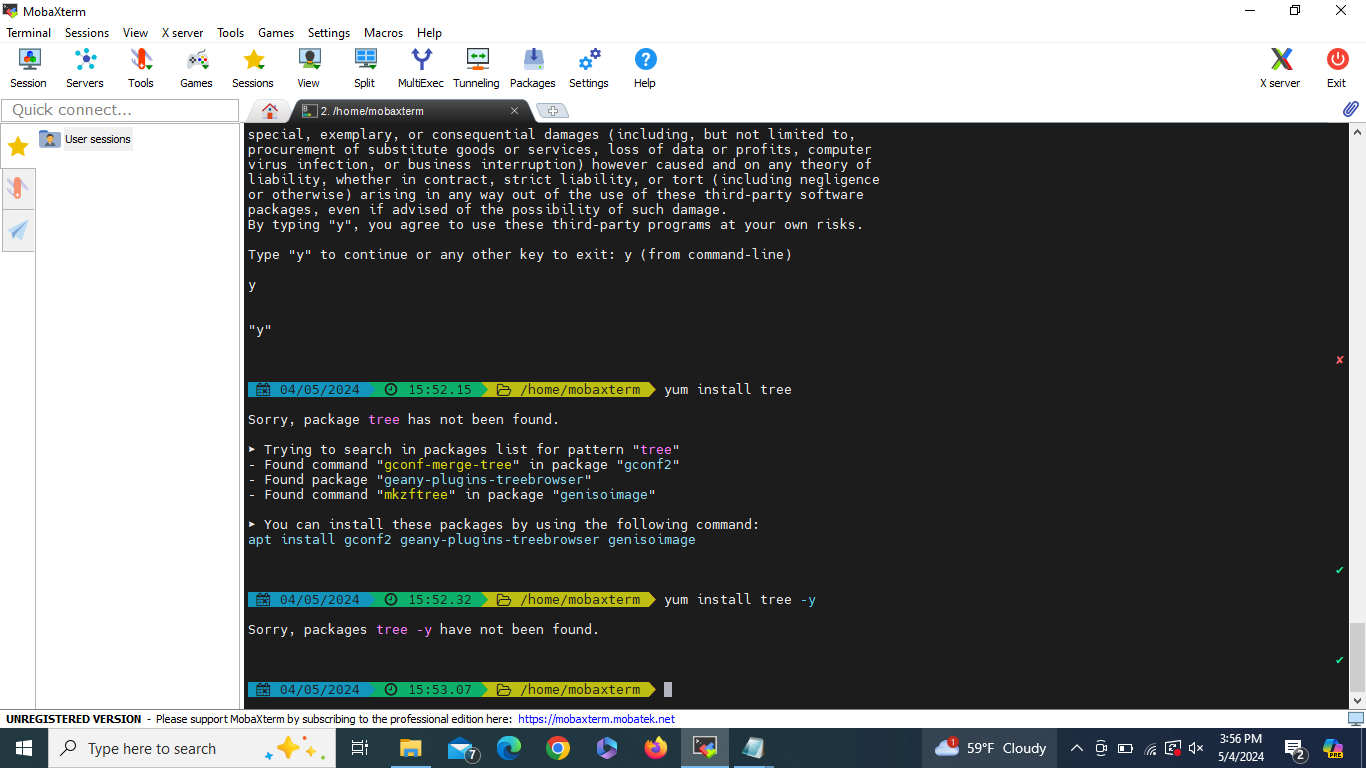 MobaXterm
Terminal Sessions View X server Tools Games Settings Macros Help
Session Servers Tools Games Sessions View Split MultiExec Tunneling Packages Settings Help X server Exit
Quick connect...
2. /home/mobaxterm
User sessions
special, exemplary, or consequential damages (including, but not limited to,
procurement of substitute goods or services, loss of data or profits, computer
virus infection, or business interruption) however caused and on any theory of
liability, whether in contract, strict liability, or tort (including negligence
or otherwise) arising in any way out of the use of these third-party software
packages, even if advised of the possibility of such damage.
By typing "y", you agree to use these third-party programs at your own risks.
Type "y" to continue or any other key to exit: y (from command-line)
y
"y"
04/05/2024 15:52.15 /home/mobaxterm yum install tree
Sorry, package tree has not been found.
➤ Trying to search in packages list for pattern "tree"
- Found command "gconf-merge-tree" in package "gconf2"
- Found package "geany-plugins-treebrowser"
- Found command "mkzftree" in package "genisoimage"
➤ You can install these packages by using the following command:
apt install gconf2 geany-plugins-treebrowser genisoimage
04/05/2024 15:52.32 /home/mobaxterm yum install tree -y
Sorry, packages tree -y have not been found.
04/05/2024 15:53.07 /home/mobaxterm
UNREGISTERED VERSION - Please support MobaXterm by subscribing to the professional edition here: https://mobaxterm.mobatek.net
Type here to search
7
1
59°F Cloudy
3:56 PM
5/4/2024
2
PRE